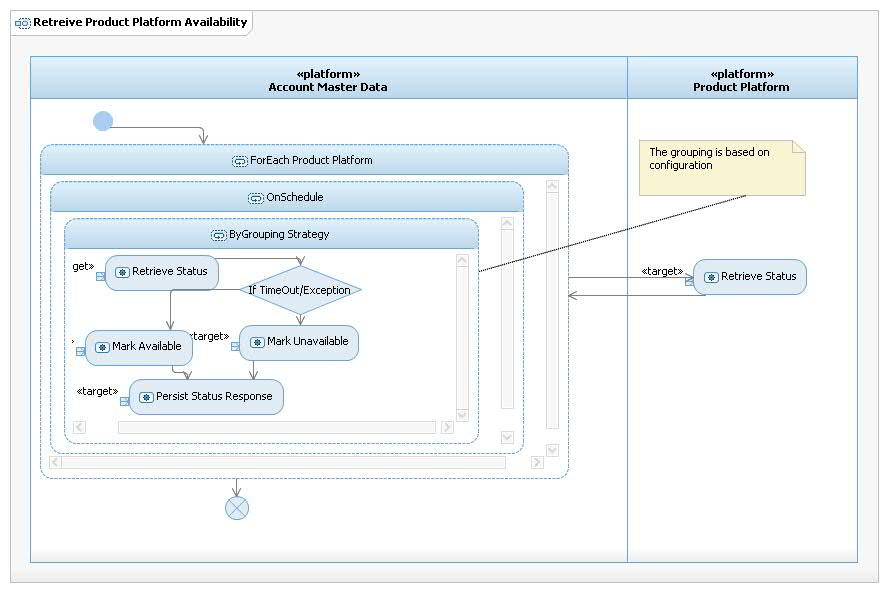 Retreive Product Platform Availability
«platform»
Account Master Data
«platform»
Product Platform
ForEach Product Platform
The grouping is based on
configuration
OnSchedule
ByGrouping Strategy
get»
Retrieve Status
«target»
Retrieve Status
If TimeOut/Exception
Mark Available
target»
Mark Unavailable
«target»
Persist Status Response